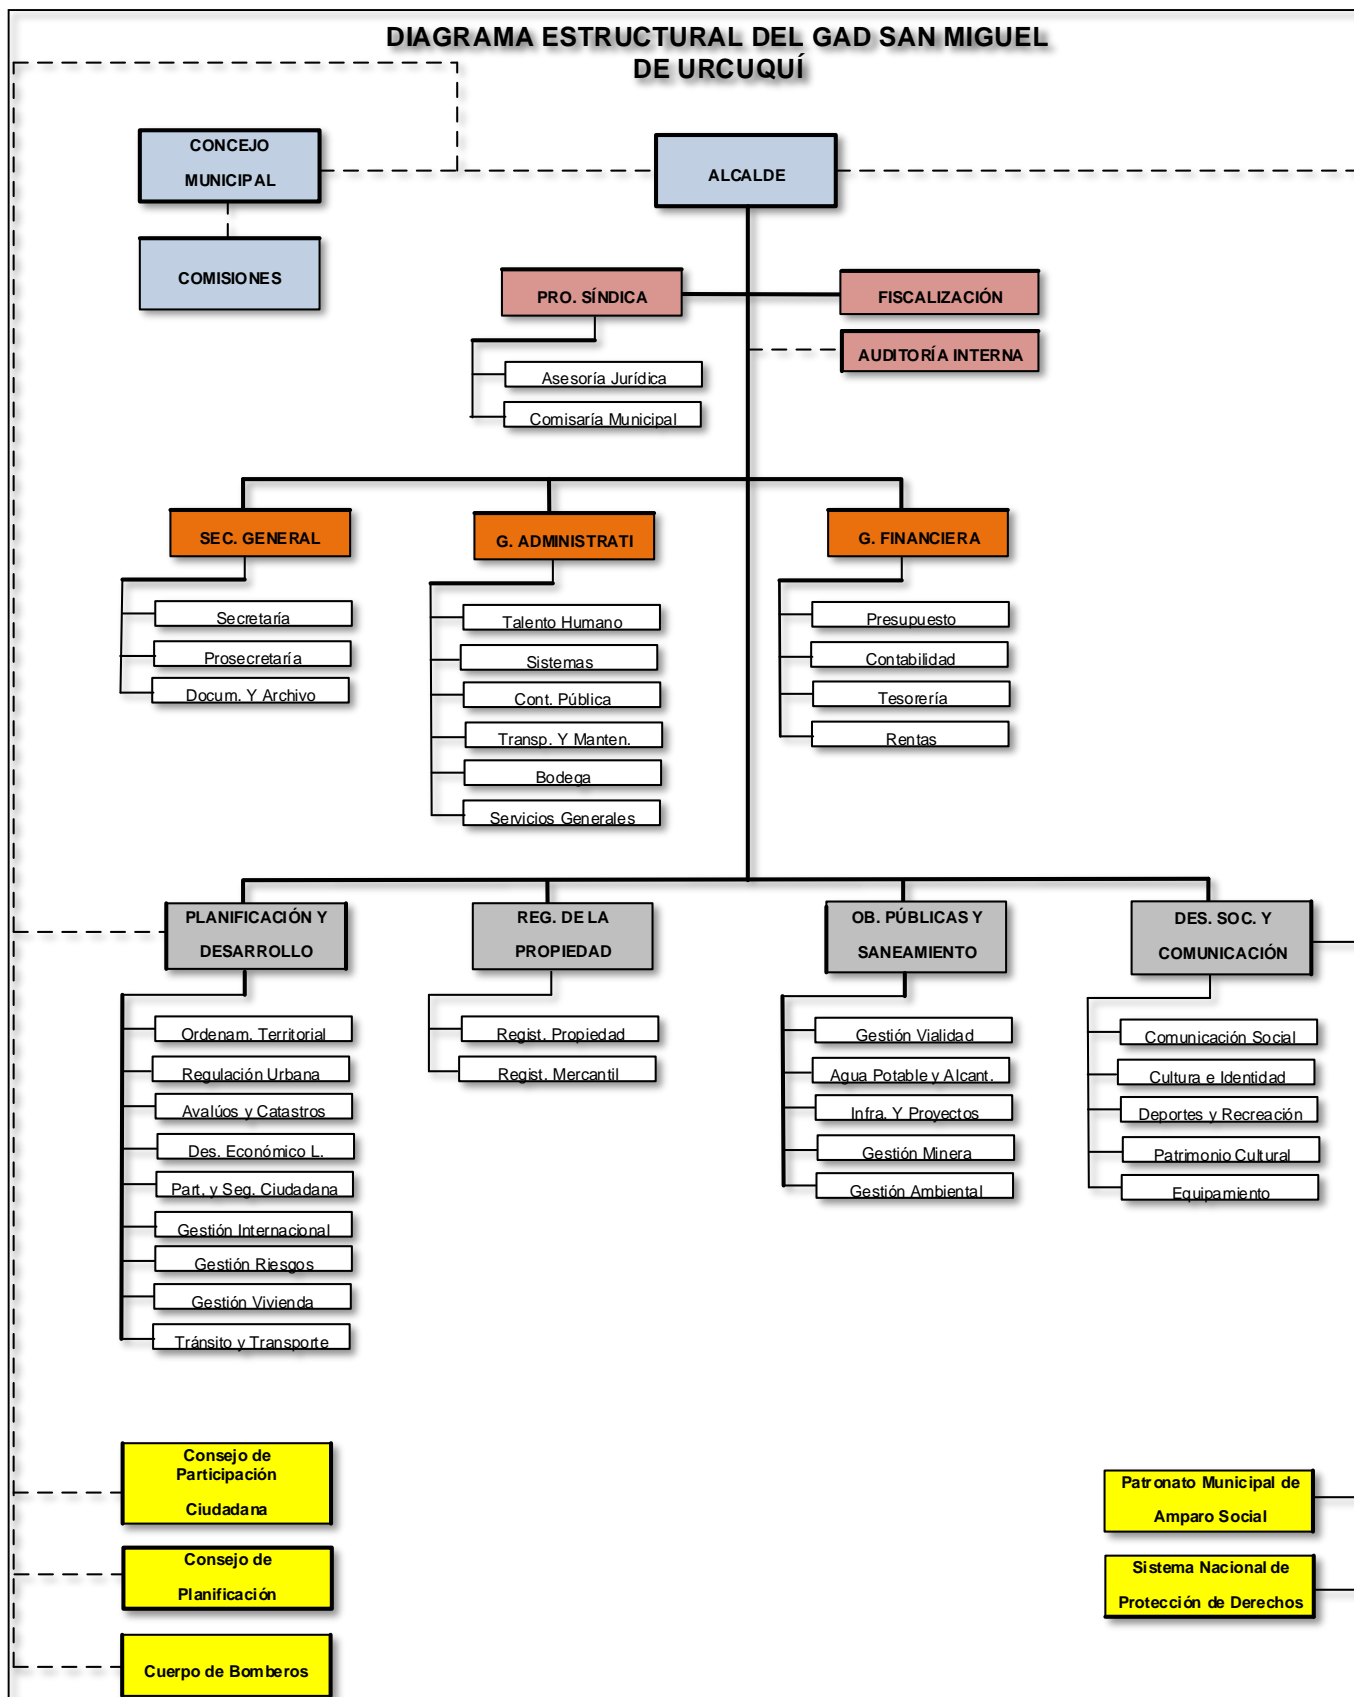 DIAGRAMA ESTRUCTURAL DEL GAD SAN MIGUEL
DE URCUQUÍ
CONCEJO
MUNICIPAL
ALCALDE
COMISIONES
PRO. SÍNDICA
FISCALIZACIÓN
AUDITORÍA INTERNA
Asesoría Jurídica
Comisaría Municipal
SEC. GENERAL
G. ADMINISTRATI
G. FINANCIERA
Secretaría
Prosecretaría
Docum. Y Archivo
Talento Humano
Sistemas
Cont. Pública
Transp. Y Manten.
Bodega
Servicios Generales
Presupuesto
Contabilidad
Tesorería
Rentas
PLANIFICACIÓN Y
DESARROLLO
REG. DE LA
PROPIEDAD
OB. PÚBLICAS Y
SANEAMIENTO
DES. SOC. Y
COMUNICACIÓN
Ordenam. Territorial
Regulación Urbana
Avalúos y Catastros
Des. Económico L.
Part. y Seg. Ciudadana
Gestión Internacional
Gestión Riesgos
Gestión Vivienda
Tránsito y Transporte
Regist. Propiedad
Regist. Mercantil
Gestión Vialidad
Agua Potable y Alcant.
Infra. Y Proyectos
Gestión Minera
Gestión Ambiental
Comunicación Social
Cultura e Identidad
Deportes y Recreación
Patrimonio Cultural
Equipamiento
Consejo de
Participación
Ciudadana
Consejo de
Planificación
Cuerpo de Bomberos
Patronato Municipal de
Amparo Social
Sistema Nacional de
Protección de Derechos